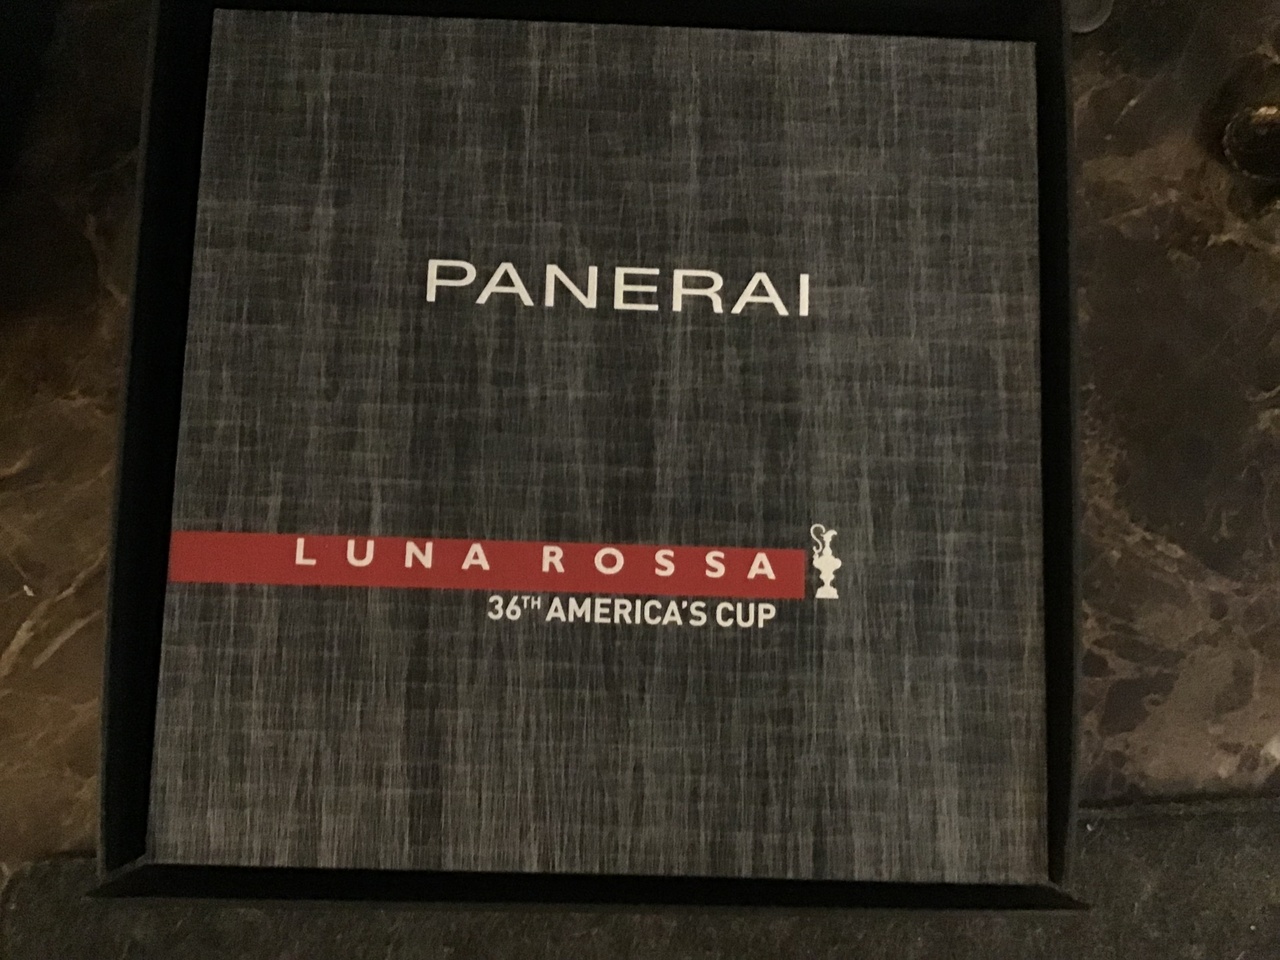 PANERAI
LUNA ROSSA
36TH AMERICA'S CUP